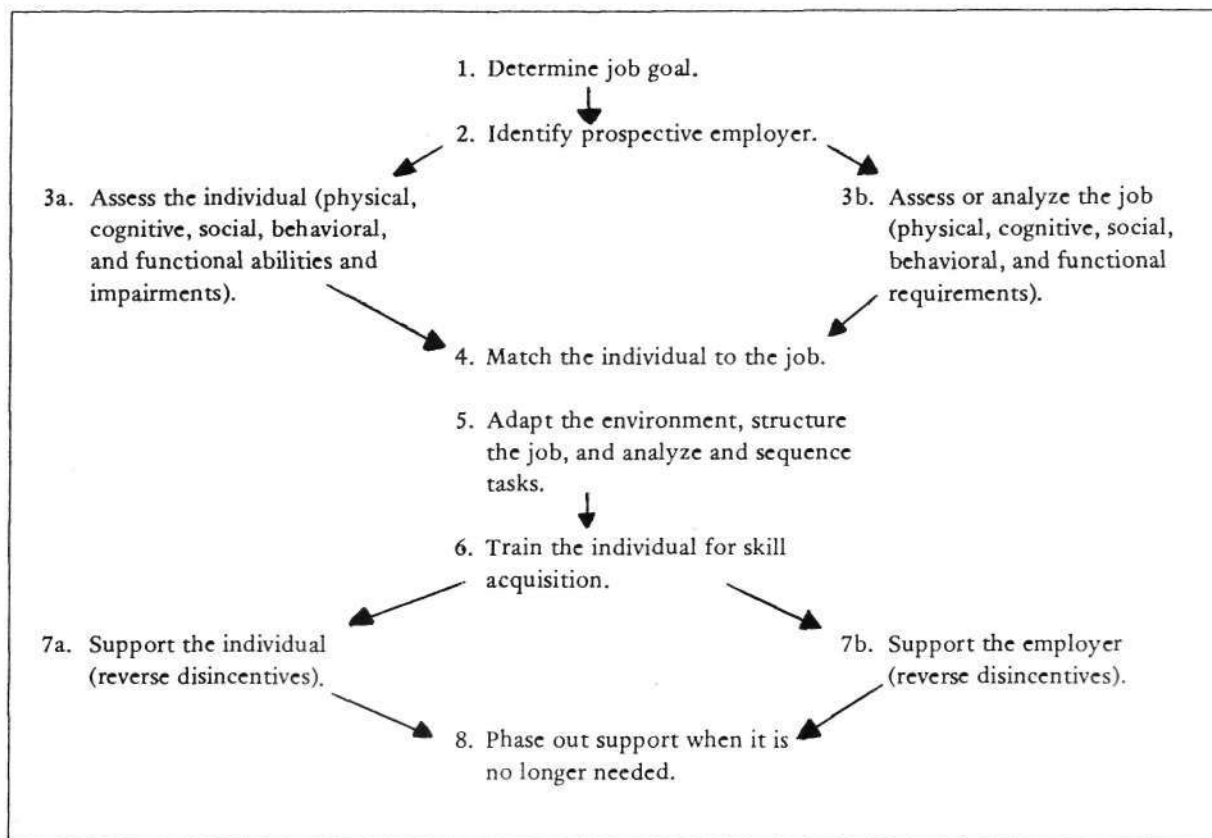 1. Determine job goal.
2. Identify prospective employer.
3a. Assess the individual (physical,
cognitive, social, behavioral,
and functional abilities and
impairments).
3b. Assess or analyze the job
(physical, cognitive, social,
behavioral, and functional
requirements).
4. Match the individual to the job.
5. Adapt the environment, structure
the job, and analyze and sequence
tasks.
6. Train the individual for skill
acquisition.
7a. Support the individual
(reverse disincentives).
7b. Support the employer
(reverse disincentives).
8. Phase out support when it is
no longer needed.